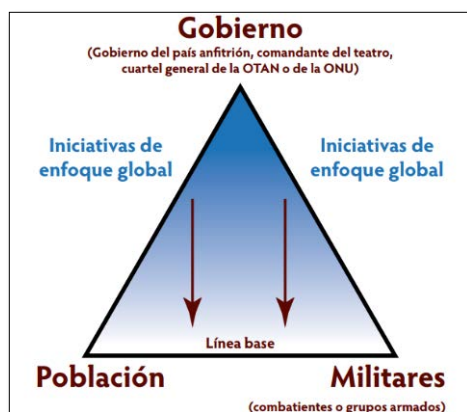 Gobierno
(Gobierno del país anfitrión, comandante del teatro,
cuartel general de la OTAN o de la ONU)
Iniciativas de
enfoque global
Iniciativas de
enfoque global
Línea base
Población
Militares
(combatientes o grupos armados)